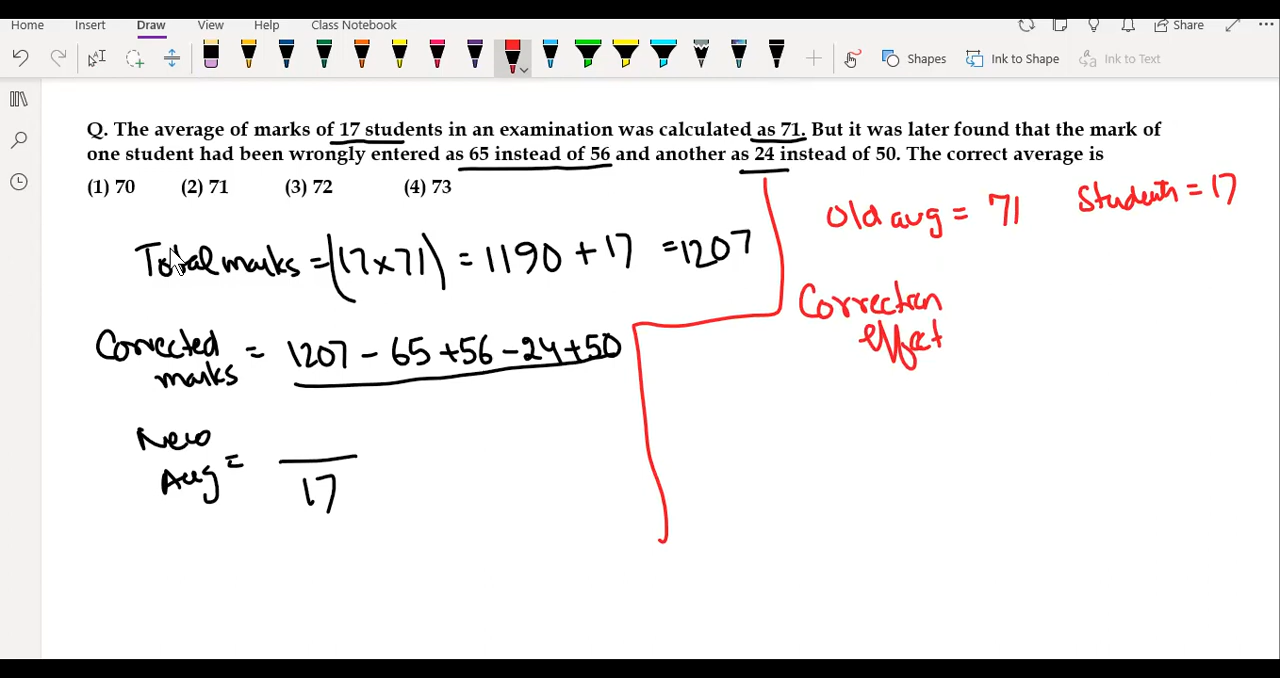 Home Insert Draw View Help Class Notebook Share
Shapes Ink to Shape Ink to Text
Q. The average of marks of 17 students in an examination was calculated as 71. But it was later found that the mark of
one student had been wrongly entered as 65 instead of 56 and another as 24 instead of 50. The correct average is
(1) 70 (2) 71 (3) 72 (4) 73
Total marks = (17×71) = 1190 + 17 = 1207
Corrected marks = 1207 - 65 + 56 - 24 + 50
New
Avg =
17
Old avg = 71
Students = 17
Correction
effect